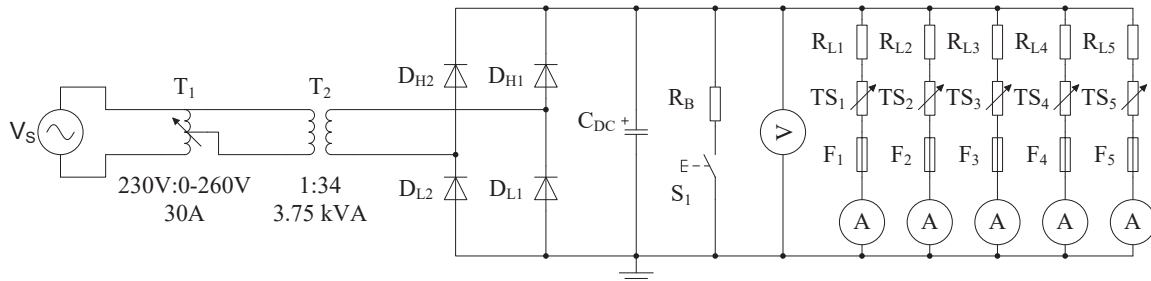 R_L1 R_L2 R_L3 R_L4 R_L5
T_1 T_2 D_H2 D_H1
V_S
R_B
TS_1 TS_2 TS_3 TS_4 TS_5
C_DC +
V
F_1 F_2 F_3 F_4 F_5
230V:0-260V 1:34 D_L2 D_L1
S_1
30A 3.75 kVA
A A A A A